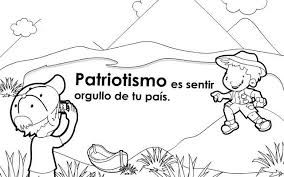 Patriotismo es sentir
orgullo de tu país.